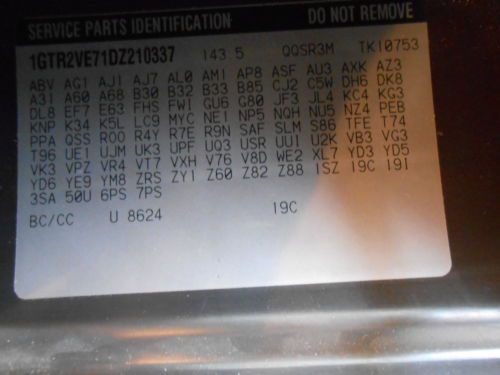 SERVICE PARTS IDENTIFICATION DO NOT REMOVE
1GTR2VE71DZ210337 143.5 QQSR3M TK10753
ABV AG1 AJ1 AJ7 AL0 AM1 AP8 ASF AU3 AXK AZ3
A31 A60 A68 B30 B32 B33 B85 CJ2 C5W DH6 DK8
DL8 EF7 E63 FHS FWI GU6 G80 JF3 JL4 KC4 KG3
KNP K34 K5L LC9 MYC NE1 NP5 NQH NU5 NZ4 PEB
PPA QSS R00 R4Y R7E R9N SAF SLM S86 TFE T74
T96 UE1 UJM UK3 UPF UQ3 USR UU1 U2K VB3 VG3
VK3 VPZ VR4 VT7 VXH V76 V8D WE2 XL7 YD3 YD5
YD6 YE9 YM8 ZRS ZY1 Z60 Z82 Z88 1SZ 19C 191
3SA 50U 6PS 7PS
BC/CC U 8624 19C